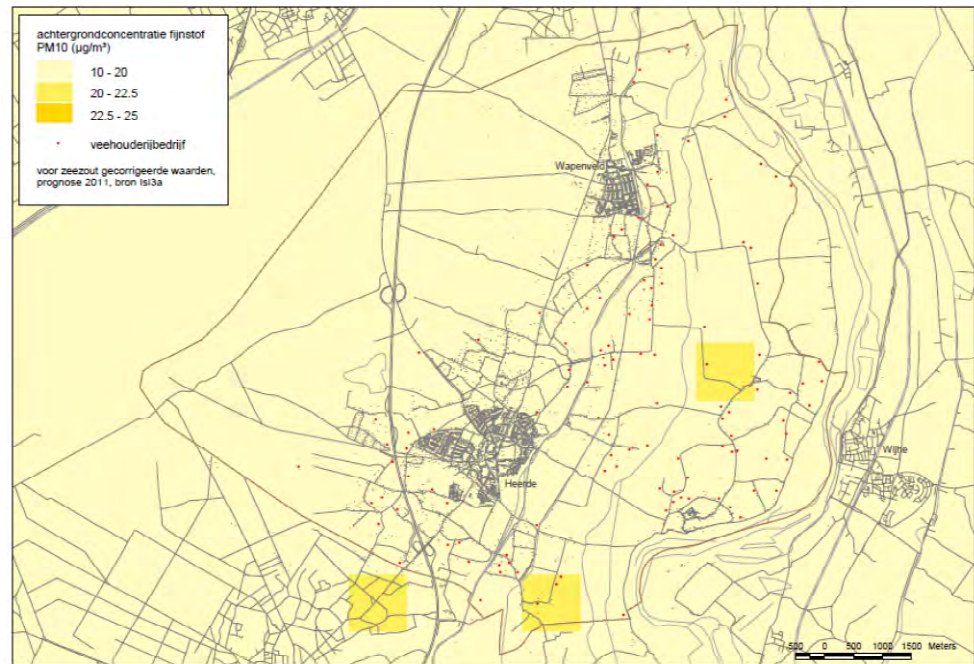 achtergrondconcentratie fijnstof
PM10 (µg/m³)
10 - 20
20 - 22.5
22.5 - 25
veehouderijbedrijf
voor zeezout gecorrigeerde waarden,
prognose 2011, bron Isl3a
Wapenveld
Wijhe
Heerde
500 0 500 1000 1500 Meters